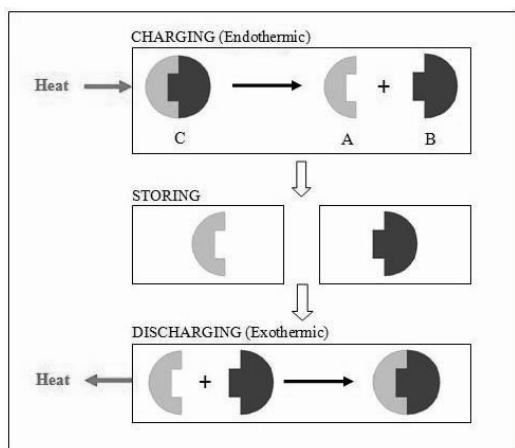 CHARGING (Endothermic)
Heat
+
C
A
B
STORING
DISCHARGING (Exothermic)
Heat
+